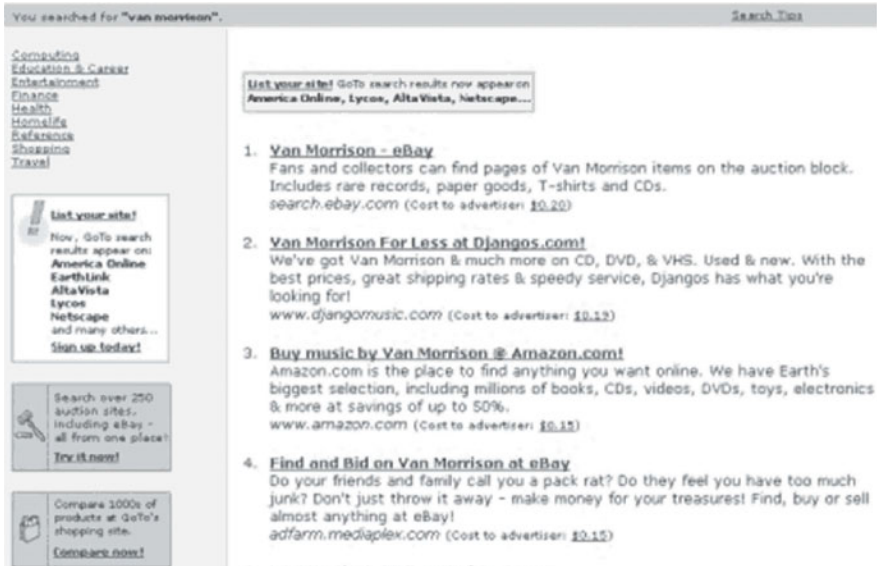 You searched for "van morrison".
Search Tips
Computing
Education & Career
Entertainment
Finance
Health
Homelife
Reference
Shopping
Travel
List your site!
Now, GoTo search
results appear on:
America Online
EarthLink
AltaVista
Lycos
Netscape
and many others...
Sign up today!
Search over 250
auction sites,
including eBay -
all from one place!
Try it now!
Compare 1000s of
products at GoTo's
shopping site.
Compare now!
List your site! GoTo search results now appear on
America Online, Lycos, AltaVista, Netscape...
1. Van Morrison - eBay
Fans and collectors can find pages of Van Morrison items on the auction block.
Includes rare records, paper goods, T-shirts and CDs.
search.ebay.com (Cost to advertiser: $0.20)
2. Van Morrison For Less at Djangos.com!
We've got Van Morrison & much more on CD, DVD, & VHS. Used & new. With the
best prices, great shipping rates & speedy service, Djangos has what you're
looking for!
www.djangomusic.com (Cost to advertiser: $0.19)
3. Buy music by Van Morrison @ Amazon.com!
Amazon.com is the place to find anything you want online. We have Earth's
biggest selection, including millions of books, CDs, videos, DVDs, toys, electronics
& more at savings of up to 50%.
www.amazon.com (Cost to advertiser: $0.15)
4. Find and Bid on Van Morrison at eBay
Do your friends and family call you a pack rat? Do they feel you have too much
junk? Don't just throw it away - make money for your treasures! Find, buy or sell
almost anything at eBay!
adfarm.mediaplex.com (Cost to advertiser: $0.15)